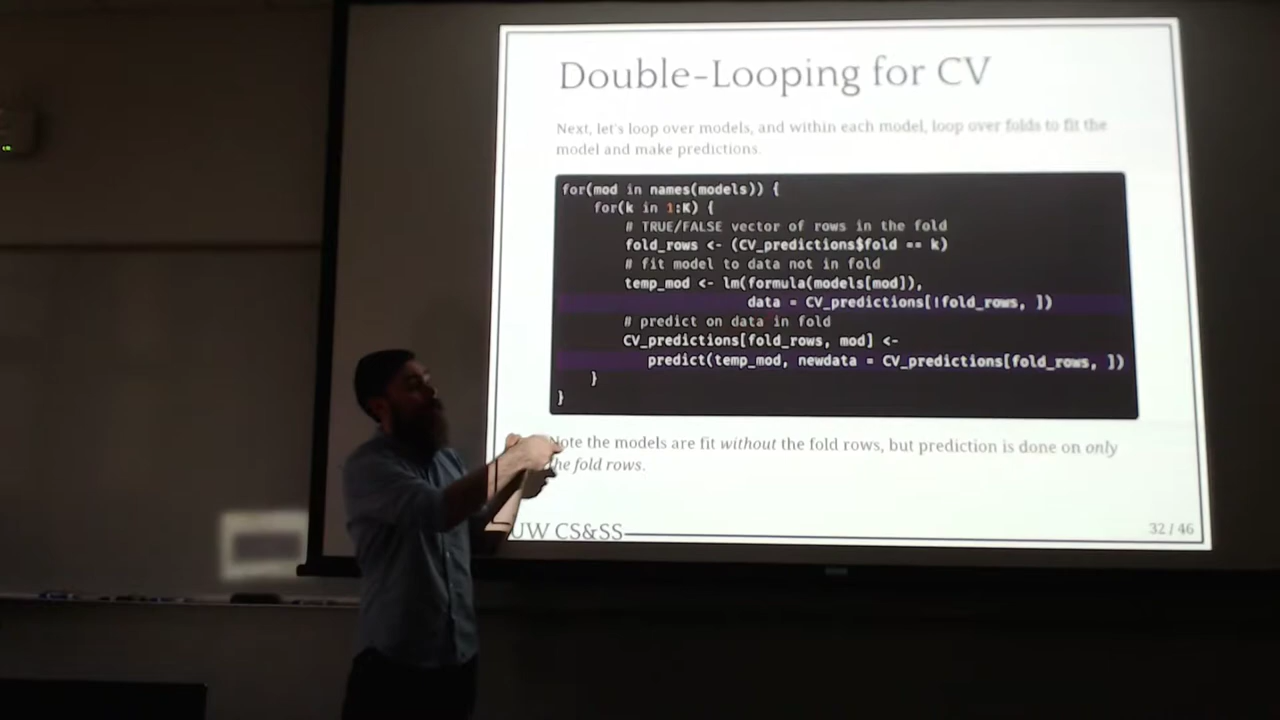 Double-Looping for CV
Next, let's loop over models, and within each model, loop over folds to fit the
model and make predictions.
for(mod in names(models)) {
for(k in 1:K) {
# TRUE/FALSE vector of rows in the fold
fold_rows <- (CV_predictions$fold == k)
# fit model to data not in fold
temp_mod <- lm(formula(models[mod]),
data = CV_predictions[!fold_rows, ])
# predict on data in fold
CV_predictions[fold_rows, mod] <-
predict(temp_mod, newdata = CV_predictions[fold_rows, ])
}
}
Note the models are fit without the fold rows, but prediction is done on only
the fold rows.
UW CS&SS
32 / 46